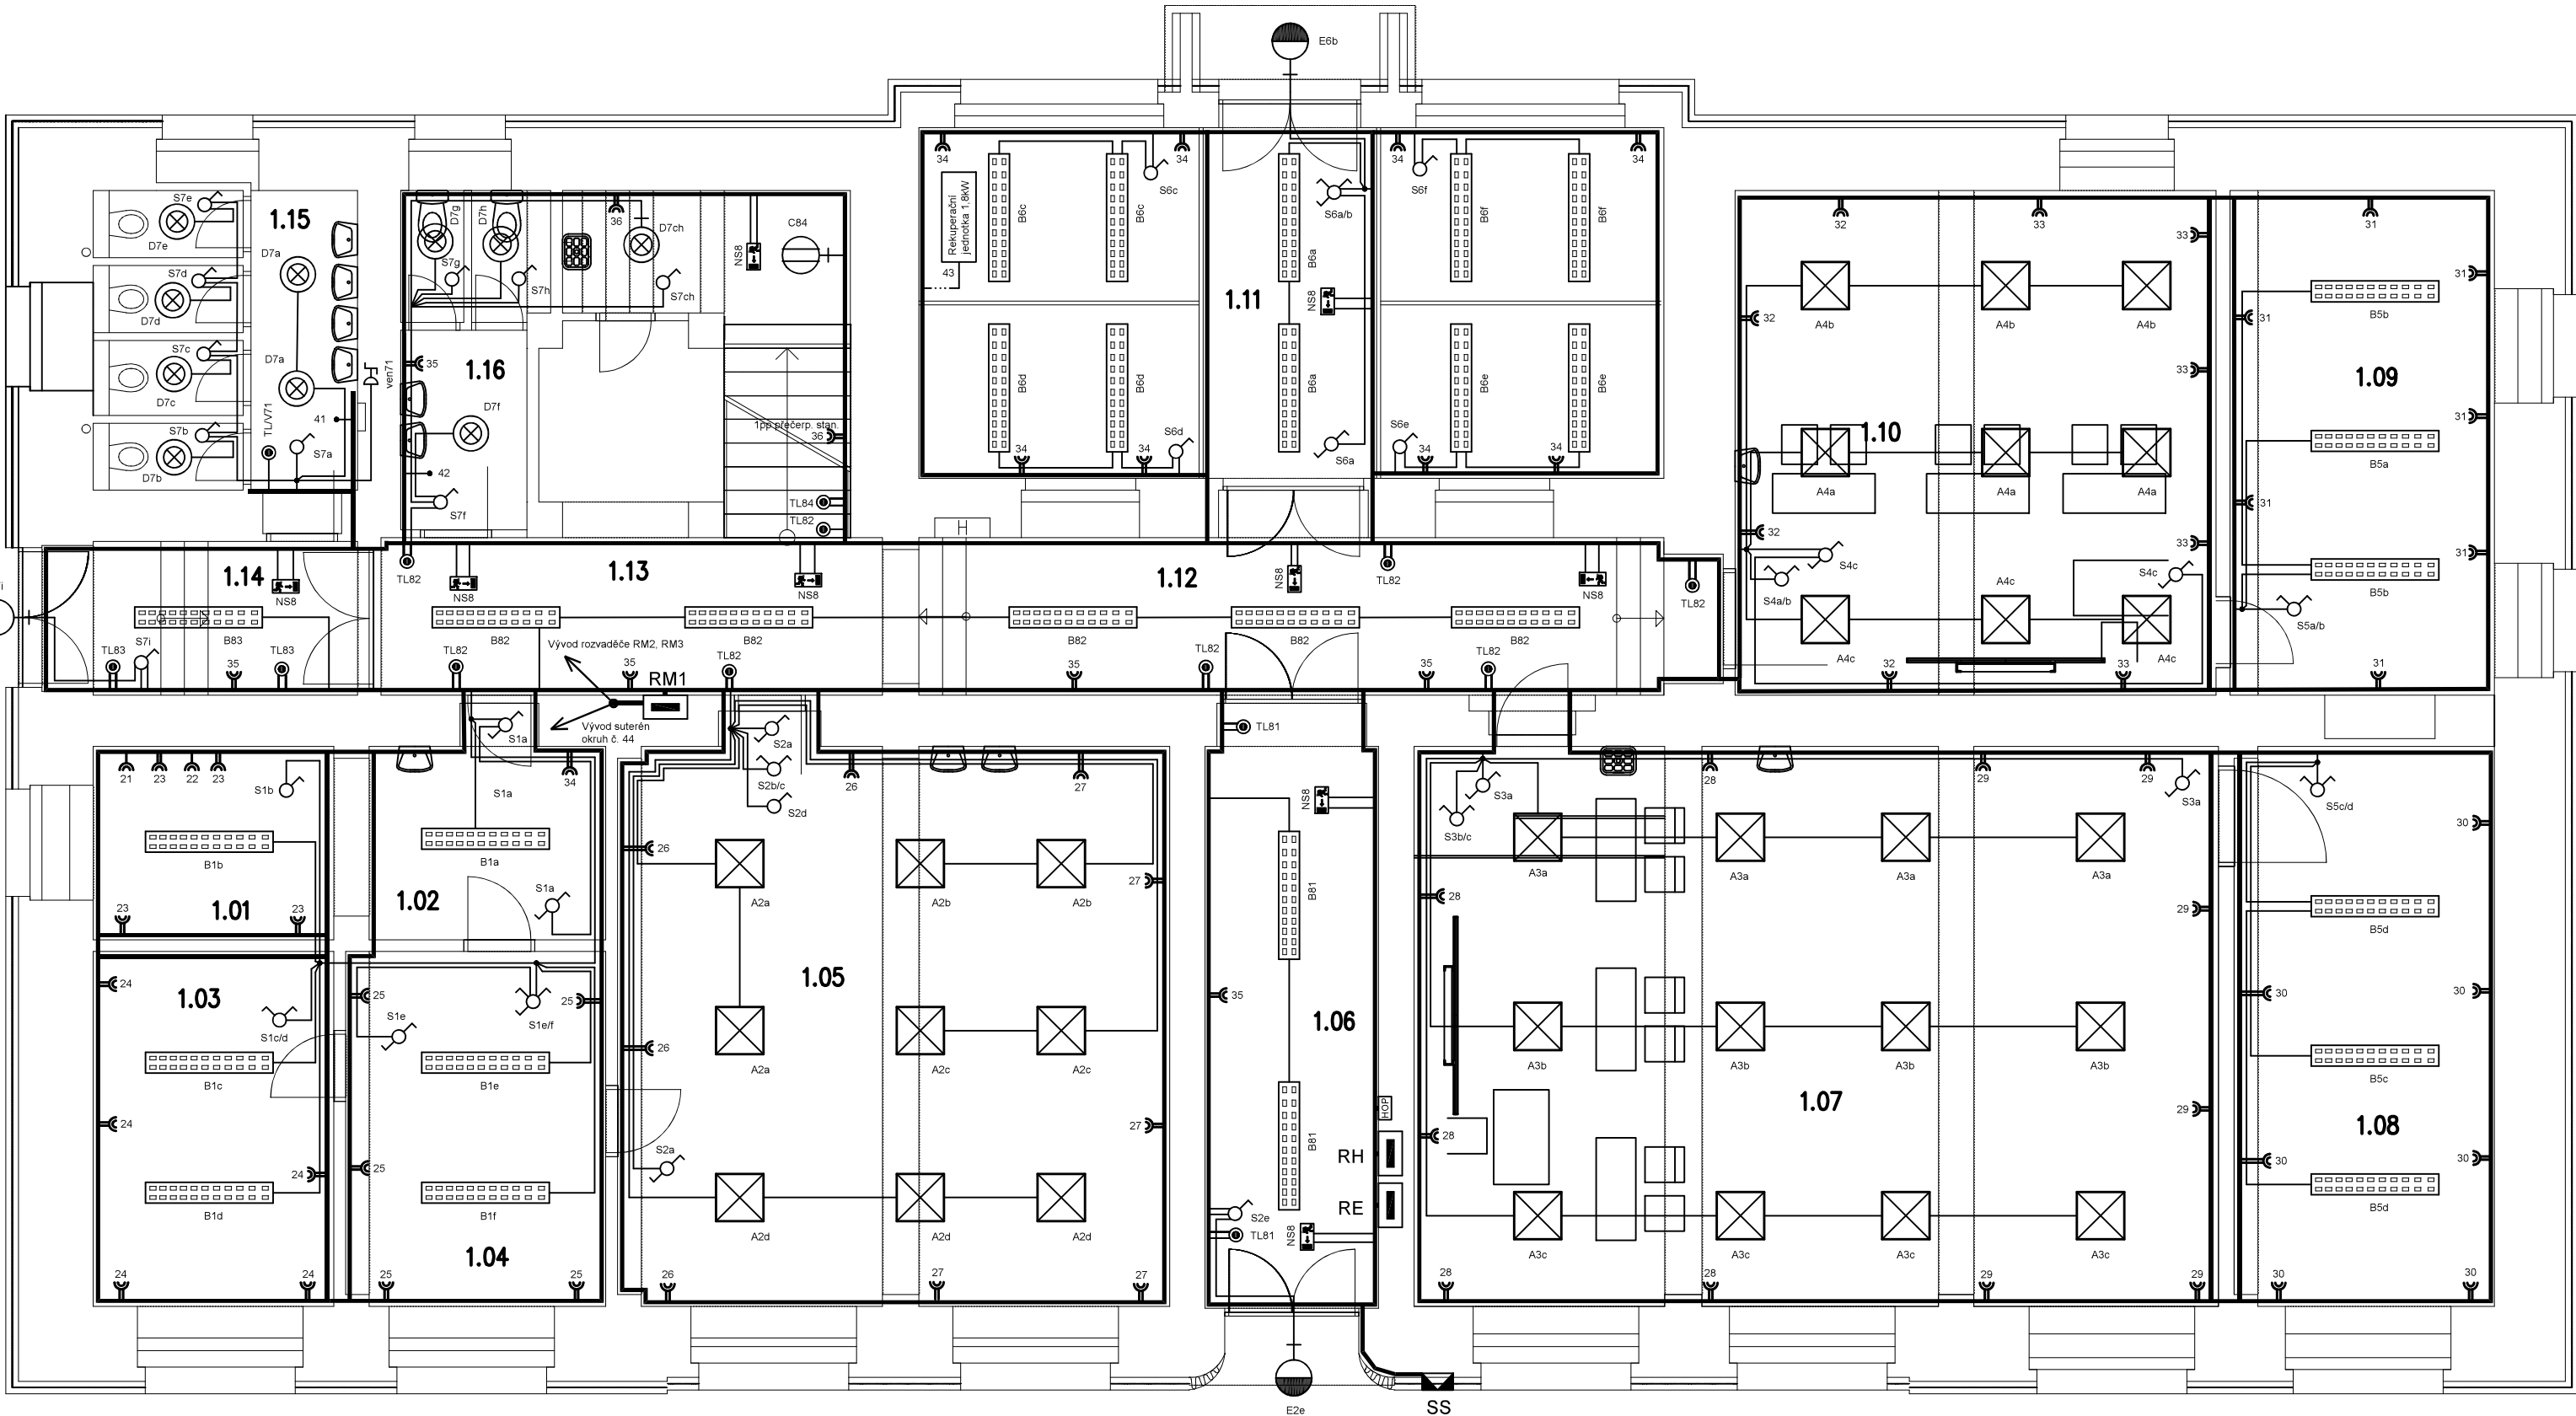 E6b
34
34
34
34
S6c
S6f
B6c
B6c
B6a
B6f
B6f
S6a/b
Rekuperační
jednotka 1,8kW
43
NS8
1.11
S7e
D7e
1.15
D7a
S7d
D7d
S7c
D7c
D7a
S7b
D7b
TL/V71
S7a
41
ven71
D7g
D7h
36
D7ch
S7g
S7h
S7ch
NS8
C84
35
1.16
D7f
42
S7f
1pp přečerp. stan.
36
TL84
TL82
B6d
B6d
B6a
B6e
B6e
34
34
S6d
S6a
S6e
34
34
H
32
33
33
31
A4b
A4b
A4b
32
33
1.10
A4a
A4a
A4a
32
33
S4c
S4a/b
A4c
S4c
A4c
A4c
32
33
31
B5b
31
1.09
31
B5a
31
31
B5b
S5a/b
31
i
1.14
NS8
B83
S7i
TL83
35
TL83
TL82
NS8
1.13
NS8
B82
B82
1.12
NS8
TL82
NS8
TL82
B82
B82
B82
TL82
Vývod rozvaděče RM2, RM3
35
RM1
TL82
35
TL82
35
TL82
Vývod suterén
okruh č. 44
S1a
S2a
TL81
21
23
22
23
S1b
S1a
34
S2b/c
S2d
26
27
B1b
B1a
1.01
1.02
S1a
23
23
26
A2a
A2b
A2b
27
NS8
B81
S3a
S3b/c
28
29
29
S3a
S5c/d
A3a
A3a
A3a
A3a
30
28
29
B5d
24
1.03
S1c/d
25
S1e
S1e/f
25
1.05
35
1.06
30
30
B1c
B1e
26
A2a
A2c
A2c
A3b
A3b
A3b
A3b
B5c
24
24
25
27
S2a
B81
HOP
RH
RE
28
1.07
29
1.08
30
30
B1d
B1f
1.04
A2d
A2d
A2d
S2e
TL81
NS8
A3c
A3c
A3c
A3c
B5d
24
24
25
25
26
27
27
28
28
29
29
30
30
E2e
SS